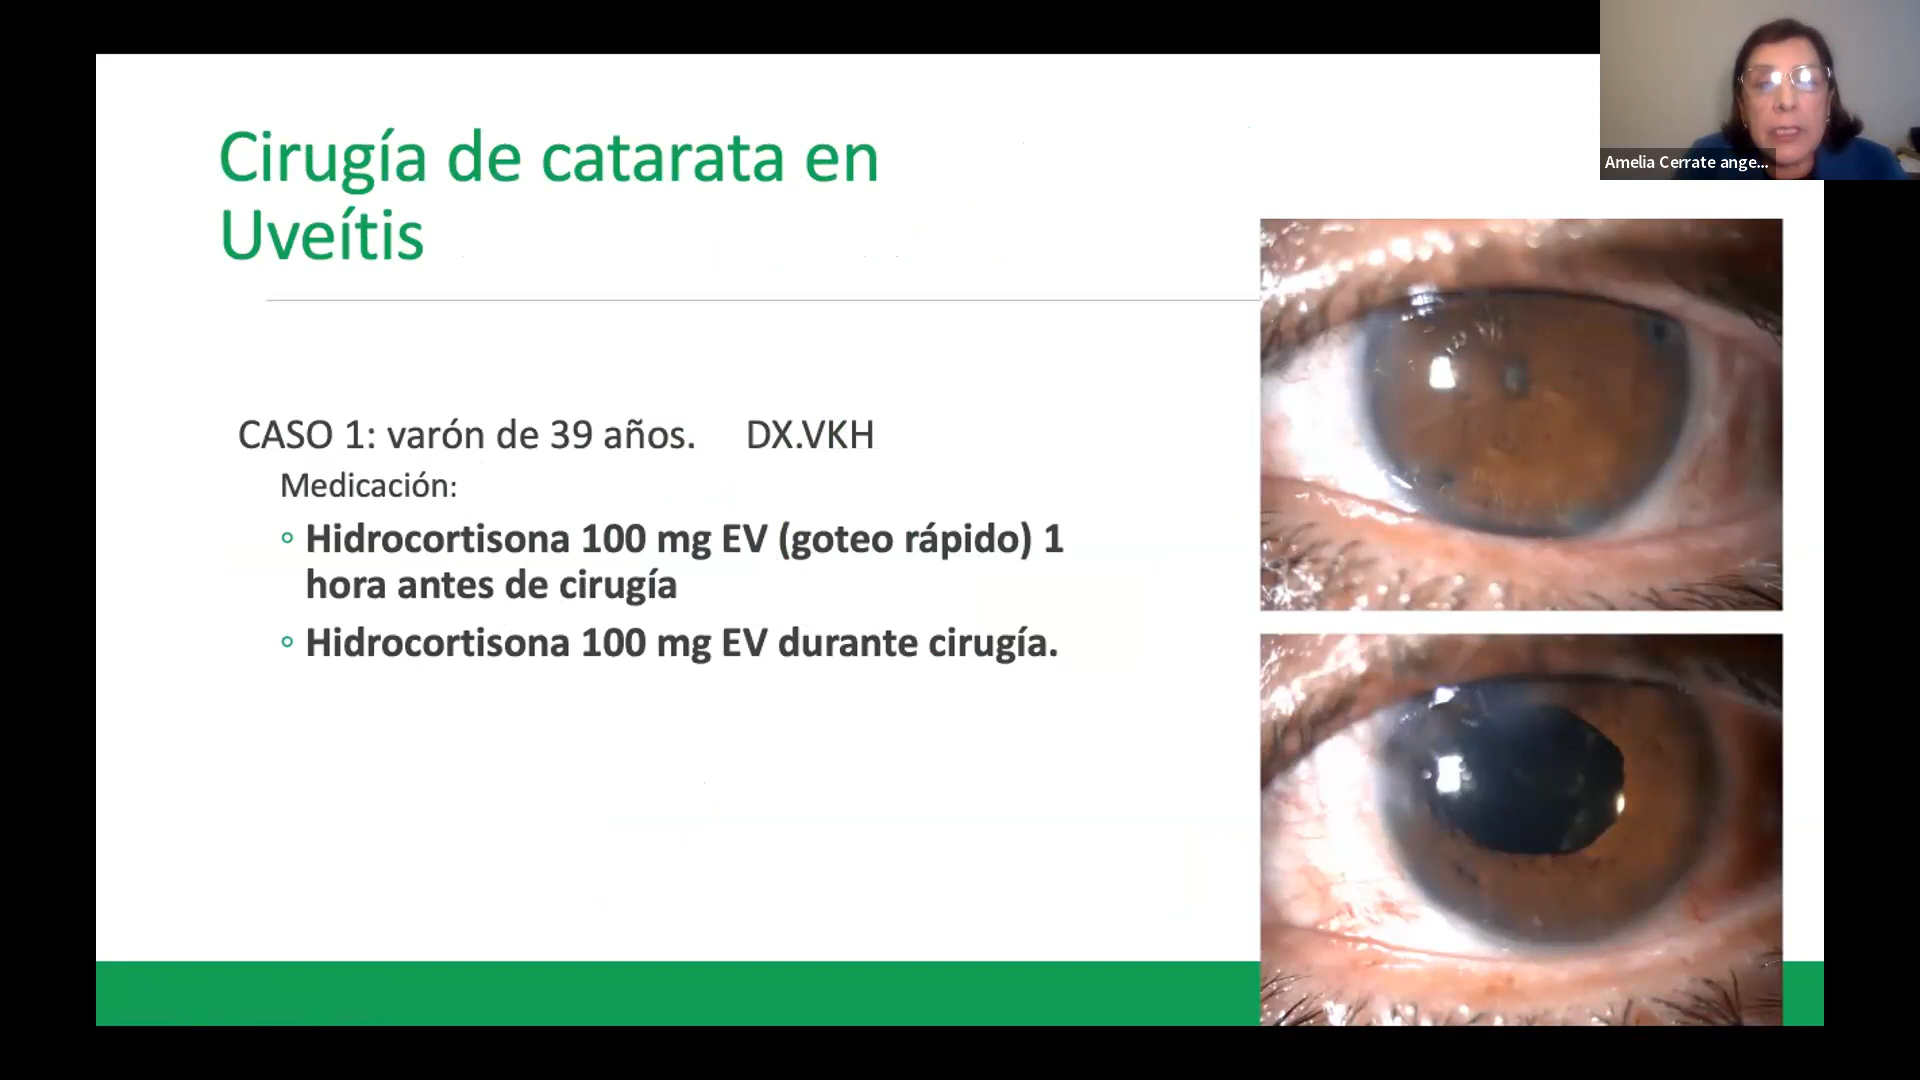 Cirugía de catarata en
Uveítis
Amelia Cerrate ange...
CASO 1: varón de 39 años. DX.VKH
Medicación:
◦ Hidrocortisona 100 mg EV (goteo rápido) 1
hora antes de cirugía
◦ Hidrocortisona 100 mg EV durante cirugía.